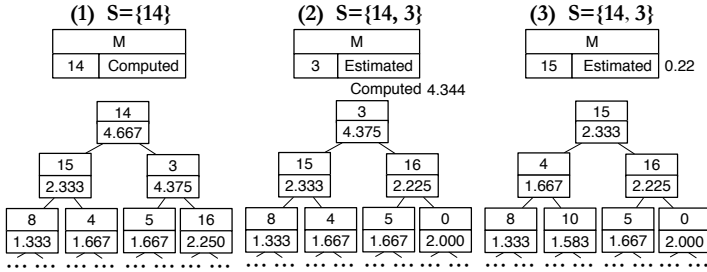 (1) S={14} (2) S={14, 3} (3) S={14, 3}
M M M
14 Computed 3 Estimated 15 Estimated 0.22
Computed 4.344
14 3 15
4.667 4.375 2.333
15 3 15 16 4 16
2.333 4.375 2.333 2.225 1.667 2.225
8 4 5 16 8 4 5 0 8 10 5 0
1.333 1.667 1.667 2.250 1.333 1.667 1.667 2.000 1.333 1.583 1.667 2.000
... ... ... ... ... ... ... ... ... ... ... ...